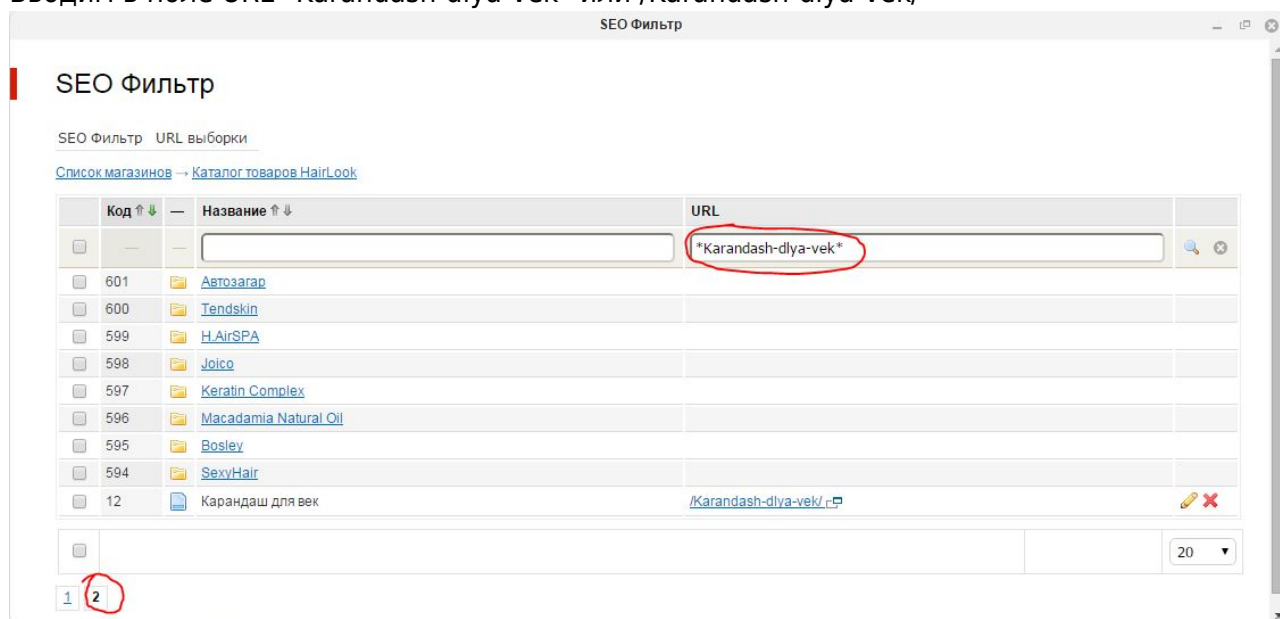 Вводим в поле URL *Karandash-dlya-vek* или /Karandash-dlya-vek/
SEO Фильтр
SEO Фильтр
SEO Фильтр URL выборки
Список магазинов → Каталог товаров HairLook
Код ⇑ ⇓ — Название ⇑ ⇓ URL
— — *Karandash-dlya-vek*
601 Автозагар
600 Tendskin
599 H.AirSPA
598 Joico
597 Keratin Complex
596 Macadamia Natural Oil
595 Bosley
594 SexyHair
12 Карандаш для век /Karandash-dlya-vek/
20
1 2